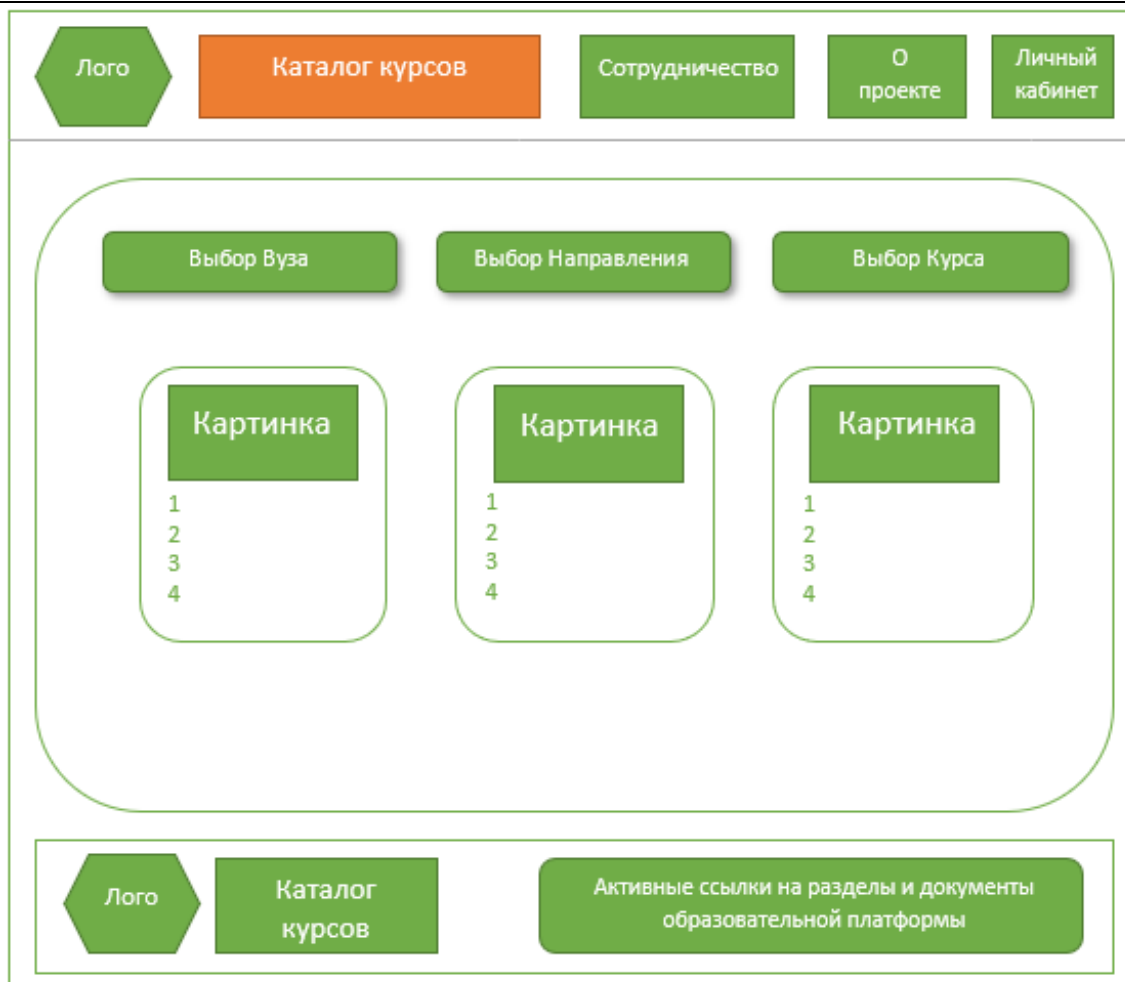 Лого
Каталог курсов
Сотрудничество
О
проекте
Личный
кабинет
Выбор Вуза
Выбор Направления
Выбор Курса
Картинка
1
2
3
4
Картинка
1
2
3
4
Картинка
1
2
3
4
Лого
Каталог
курсов
Активные ссылки на разделы и документы
образовательной платформы